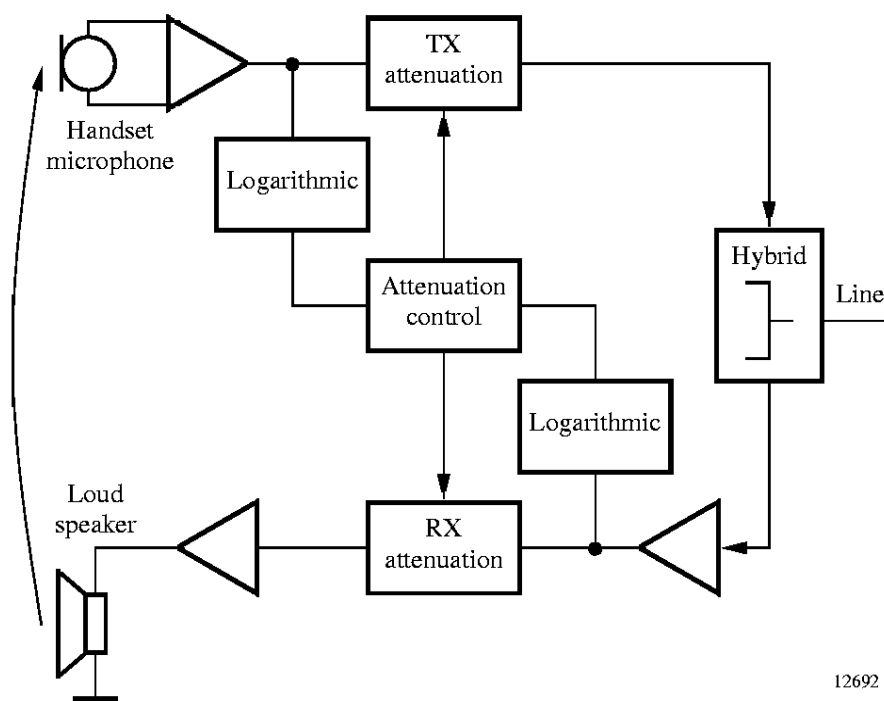 TX
attenuation
Handset
microphone
Logarithmic
Hybrid
Attenuation
control
Line
Logarithmic
Loud
speaker
RX
attenuation
12692